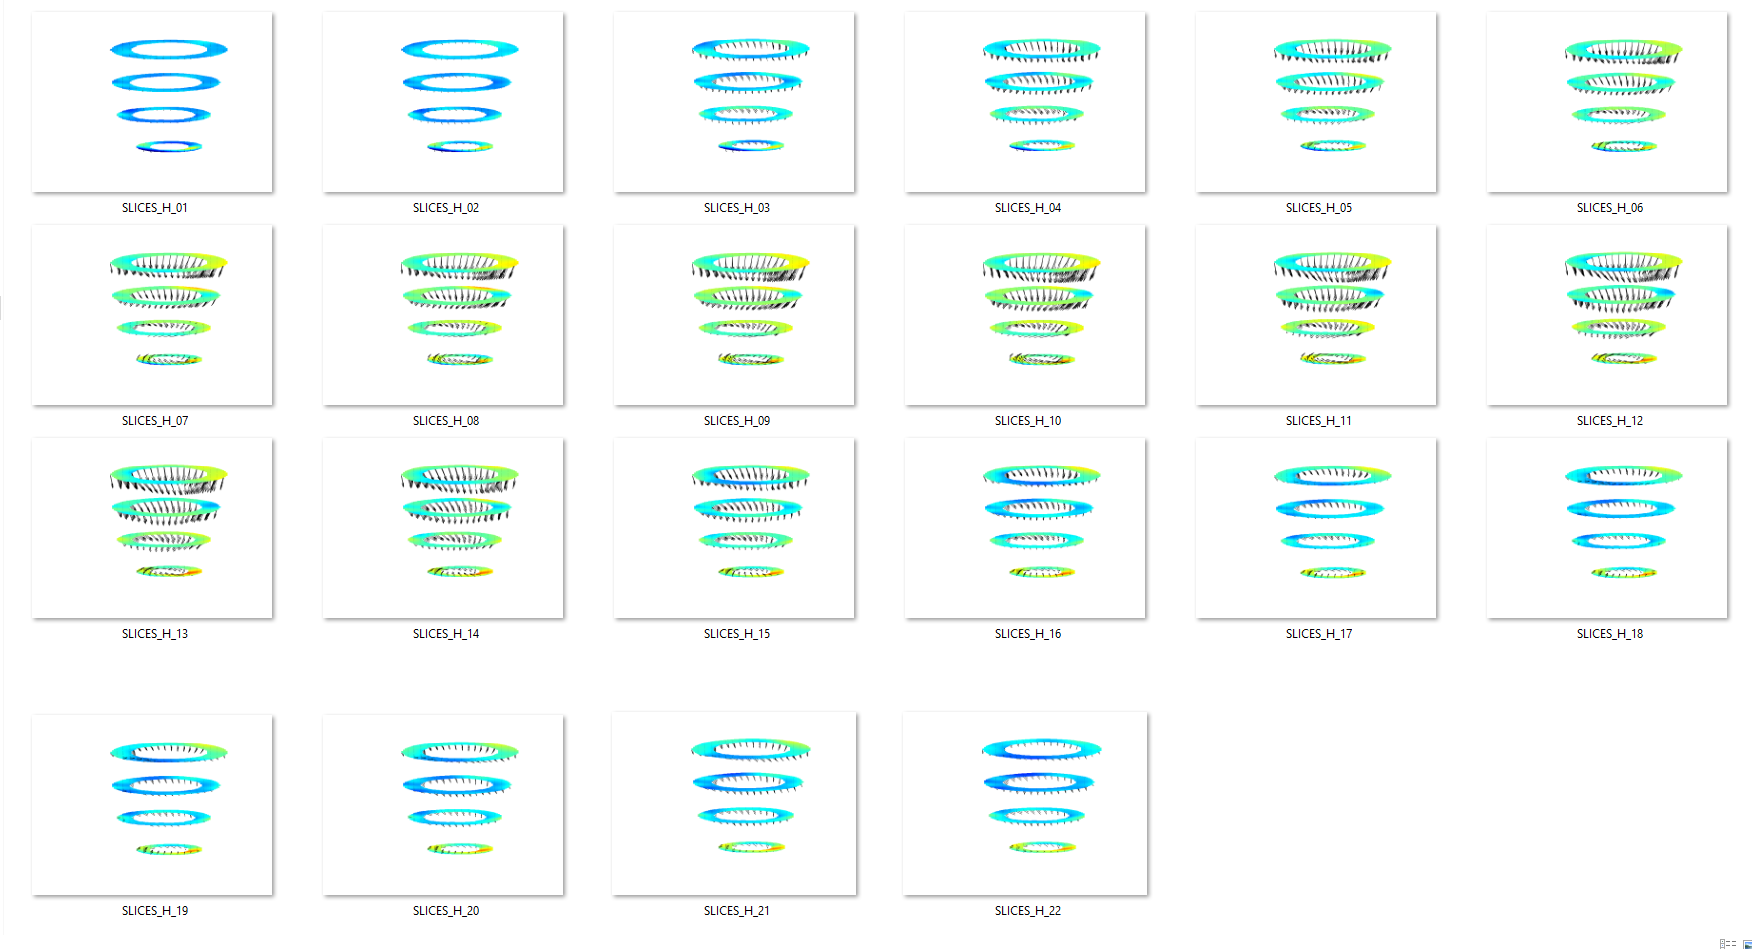 SLICES_H_01 SLICES_H_02 SLICES_H_03 SLICES_H_04 SLICES_H_05 SLICES_H_06
SLICES_H_07 SLICES_H_08 SLICES_H_09 SLICES_H_10 SLICES_H_11 SLICES_H_12
SLICES_H_13 SLICES_H_14 SLICES_H_15 SLICES_H_16 SLICES_H_17 SLICES_H_18
SLICES_H_19 SLICES_H_20 SLICES_H_21 SLICES_H_22